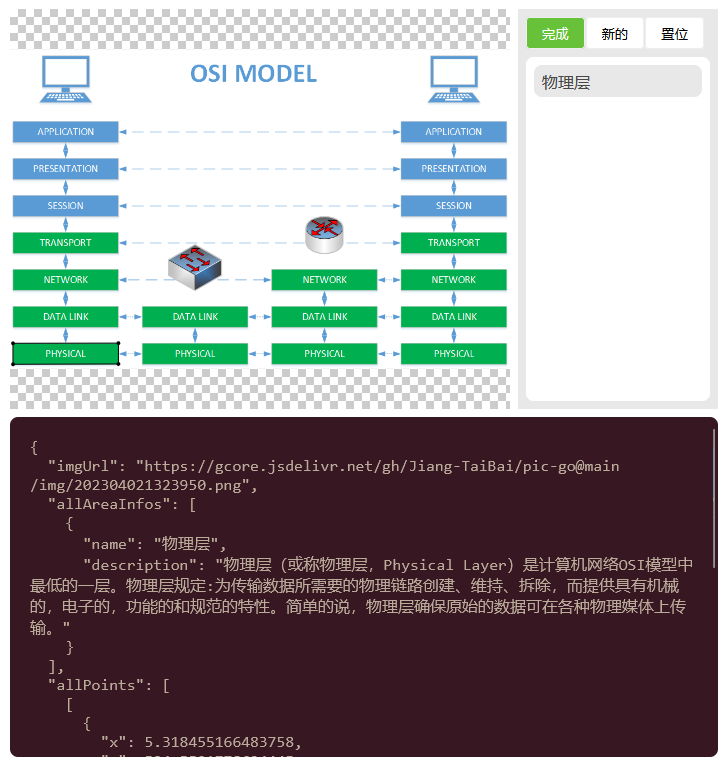 OSI MODEL
APPLICATION
APPLICATION
PRESENTATION
PRESENTATION
SESSION
SESSION
TRANSPORT
TRANSPORT
NETWORK
NETWORK
NETWORK
DATA LINK
DATA LINK
DATA LINK
DATA LINK
PHYSICAL
PHYSICAL
PHYSICAL
PHYSICAL
完成
新的
置位
物理层
{
"imgUrl": "https://gcore.jsdelivr.net/gh/Jiang-TaiBai/pic-go@main
/img/202304021323950.png",
"allAreaInfos": [
{
"name": "物理层",
"description": "物理层（或称物理层，Physical Layer）是计算机网络OSI模型中
最低的一层。物理层规定:为传输数据所需要的物理链路创建、维持、拆除，而提供具有机械
的，电子的，功能的和规范的特性。简单的说，物理层确保原始的数据可在各种物理媒体上传
输。"
}
],
"allPoints": [
[
{
"x": 5.318455166483758,